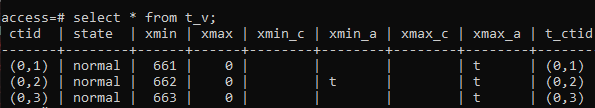 access=# select * from t_v;
ctid | state | xmin | xmax | xmin_c | xmin_a | xmax_c | xmax_a | t_ctid
-------+--------+------+------+--------+--------+--------+--------+--------
(0,1) | normal | 661 | 0 | | | | t | (0,1)
(0,2) | normal | 662 | 0 | | t | | t | (0,2)
(0,3) | normal | 663 | 0 | | | | t | (0,3)